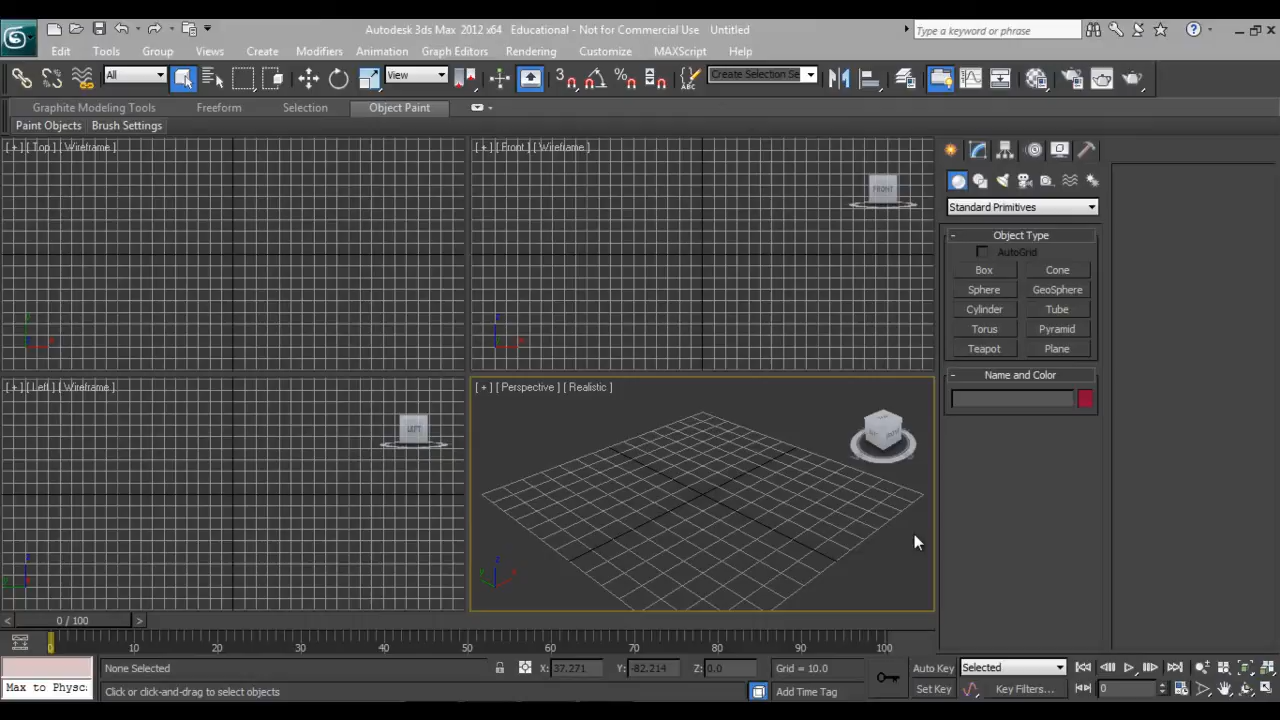 Autodesk 3ds Max 2012 x64 Educational - Not for Commercial Use Untitled
Type a keyword or phrase
Edit Tools Group Views Create Modifiers Animation Graph Editors Rendering Customize MAXScript Help
All View 3 Create Selection Se
Graphite Modeling Tools Freeform Selection Object Paint
Paint Objects Brush Settings
[ + ] [ Top ] [ Wireframe ]
[ + ] [ Front ] [ Wireframe ]
FRONT
Standard Primitives
- Object Type
AutoGrid
Box Cone
Sphere GeoSphere
Cylinder Tube
Torus Pyramid
Teapot Plane
- Name and Color
[ + ] [ Left ] [ Wireframe ]
LEFT
[ + ] [ Perspective ] [ Realistic ]
< 0 / 100 >
0 10 20 30 40 50 60 70 80 90 100
None Selected X: 37.271 Y: -82.214 Z: 0.0 Grid = 10.0 Auto Key Selected
Max to Physc. Click or click-and-drag to select objects Add Time Tag Set Key Key Filters... 0